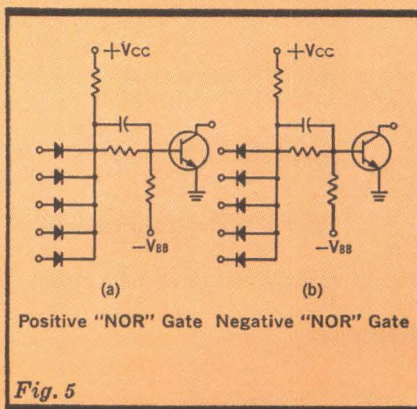 +VCC +VCC
-VBB -VBB
(a) (b)
Positive "NOR" Gate Negative "NOR" Gate
Fig. 5